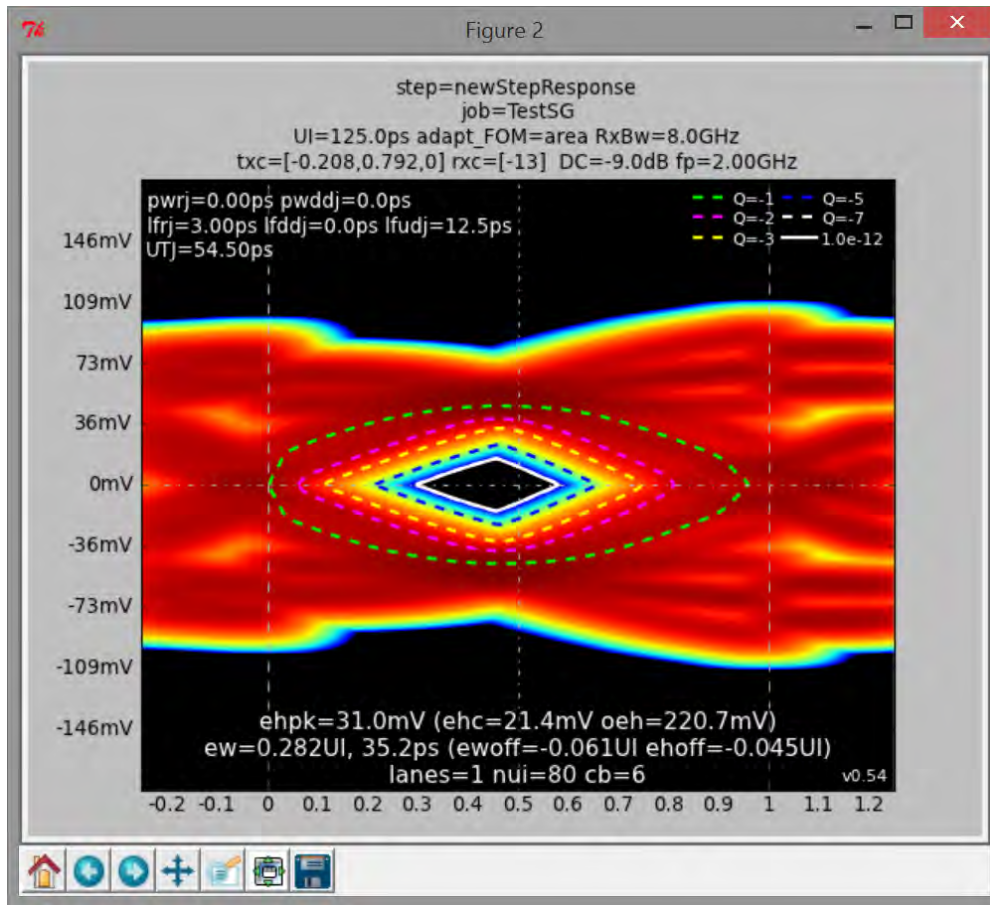 Figure 2
step=newStepResponse
job=TestSG
UI=125.0ps adapt_FOM=area RxBw=8.0GHz
txc=[-0.208,0.792,0] rxc=[-13] DC=-9.0dB fp=2.00GHz
pwrj=0.00ps pwddj=0.0ps
lfrj=3.00ps lfddj=0.0ps lfudj=12.5ps
UTJ=54.50ps
Q=-1 Q=-5
Q=-2 Q=-7
Q=-3 1.0e-12
146mV
109mV
73mV
36mV
0mV
-36mV
-73mV
-109mV
-146mV
ehpk=31.0mV (ehc=21.4mV oeh=220.7mV)
ew=0.282UI, 35.2ps (ewoff=-0.061UI ehoff=-0.045UI)
lanes=1 nui=80 cb=6
v0.54
-0.2 -0.1 0 0.1 0.2 0.3 0.4 0.5 0.6 0.7 0.8 0.9 1 1.1 1.2